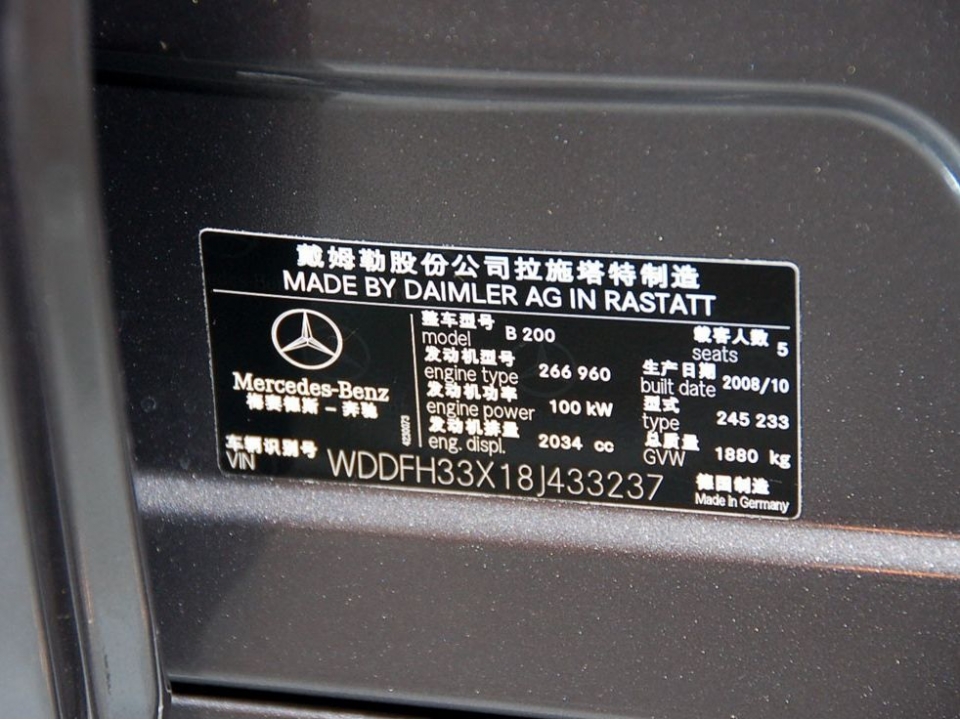 戴姆勒股份公司拉施塔特制造
MADE BY DAIMLER AG IN RASTATT
Mercedes-Benz
梅赛德斯-奔驰
4230073
整车型号
model B 200
发动机型号
engine type 266 960
发动机功率
engine power 100 kW
发动机排量
eng. displ. 2034 cc
载客人数
seats 5
生产日期
built date 2008/10
型式
type 245 233
总质量
GVW 1880 kg
车辆识别号
VIN WDDFH33X18J433237
德国制造
Made In Germany